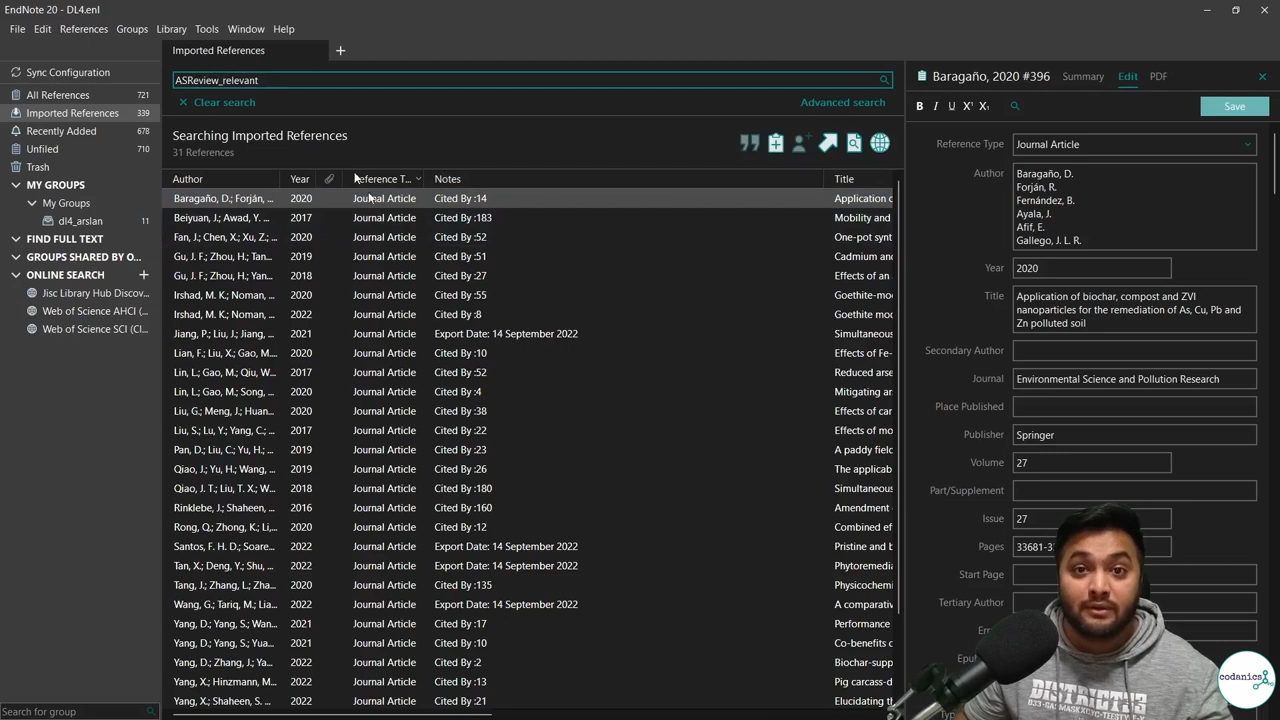 EndNote 20 - DL4.enl
File Edit References Groups Library Tools Window Help
Sync Configuration
All References 721
Imported References 339
Recently Added 678
Unfiled 710
Trash
MY GROUPS
My Groups
dl4_arslan 11
FIND FULL TEXT
GROUPS SHARED BY O...
ONLINE SEARCH +
Jisc Library Hub Discov...
Web of Science AHCI (...
Web of Science SCI (Cl...
Search for group
Imported References +
ASReview_relevant
× Clear search Advanced search
Searching Imported References
31 References
Author Year Reference T... Notes Title
Baragaño, D.; Forján, ... 2020 Journal Article Cited By :14 Application c
Beiyuan, J.; Awad, Y. ... 2017 Journal Article Cited By :183 Mobility and
Fan, J.; Chen, X.; Xu, Z.; ... 2020 Journal Article Cited By :52 One-pot synt
Gu, J. F.; Zhou, H.; Tan... 2019 Journal Article Cited By :51 Cadmium and
Gu, J. F.; Zhou, H.; Yan... 2018 Journal Article Cited By :27 Effects of an
Irshad, M. K.; Noman, ... 2020 Journal Article Cited By :55 Goethite-mod
Irshad, M. K.; Noman, ... 2022 Journal Article Cited By :8 Goethite mod
Jiang, P.; Liu, J.; Jiang, ... 2021 Journal Article Export Date: 14 September 2022 Simultaneous
Lian, F.; Liu, X.; Gao, M.... 2020 Journal Article Cited By :10 Effects of Fe-
Lin, L.; Gao, M.; Qiu, W... 2017 Journal Article Cited By :52 Reduced arse
Lin, L.; Gao, M.; Song, ... 2022 Journal Article Cited By :4 Mitigating ar
Liu, G.; Meng, J.; Huan... 2020 Journal Article Cited By :38 Effects of car
Liu, S.; Lu, Y.; Yang, C.... 2017 Journal Article Cited By :22 Effects of mo
Pan, D.; Liu, C.; Yu, H.;... 2019 Journal Article Cited By :23 A paddy field
Qiao, J.; Yu, H.; Wang,... 2019 Journal Article Cited By :26 The applicab
Qiao, J. T.; Liu, T. X.; W... 2018 Journal Article Cited By :180 Simultaneous
Rinklebe, J.; Shaheen,... 2016 Journal Article Cited By :160 Amendment c
Rong, Q.; Zhong, K.; Li,... 2020 Journal Article Cited By :12 Combined ef
Santos, F. H. D.; Soare... 2022 Journal Article Export Date: 14 September 2022 Pristine and b
Tan, X.; Deng, Y.; Shu, ... 2022 Journal Article Export Date: 14 September 2022 Phytoremedia
Tang, J.; Zhang, L.; Zha... 2020 Journal Article Cited By :135 Physicochemi
Wang, G.; Tariq, M.; Lia... 2022 Journal Article Export Date: 14 September 2022 A comparativ
Yang, D.; Yang, S.; Wan... 2021 Journal Article Cited By :17 Performance
Yang, D.; Yang, S.; Yua... 2021 Journal Article Cited By :10 Co-benefits c
Yang, D.; Zhang, J.; Ya... 2022 Journal Article Cited By :2 Biochar-supp
Yang, X.; Hinzmann, M... 2022 Journal Article Cited By :13 Pig carcass-d
Yang, X.; Shaheen, S. ... 2022 Journal Article Cited By :21 Elucidating th
Baragaño, 2020 #396 Summary Edit PDF
B I U X¹ X₁ Save
Reference Type Journal Article
Author Baragaño, D.
Forján, R.
Fernández, B.
Ayala, J.
Afif, E.
Gallego, J. L. R.
Year 2020
Title Application of biochar, compost and ZVI
nanoparticles for the remediation of As, Cu, Pb and
Zn polluted soil
Secondary Author
Journal Environmental Science and Pollution Research
Place Published
Publisher Springer
Volume 27
Part/Supplement
Issue 27
Pages 33681-3
Start Page
Tertiary Author
codanics